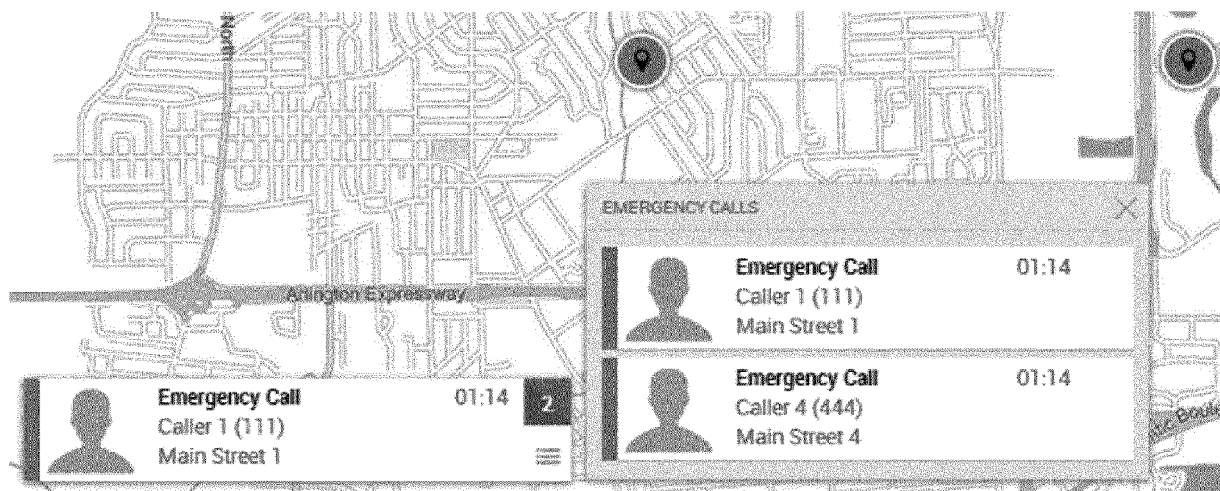 North
EMERGENCY CALLS
Emergency Call 01:14
Caller 1 (111)
Main Street 1
Arlington Expressway
Emergency Call 01:14
Caller 4 (444)
Main Street 4
Emergency Call 01:14 2
Caller 1 (111)
Main Street 1